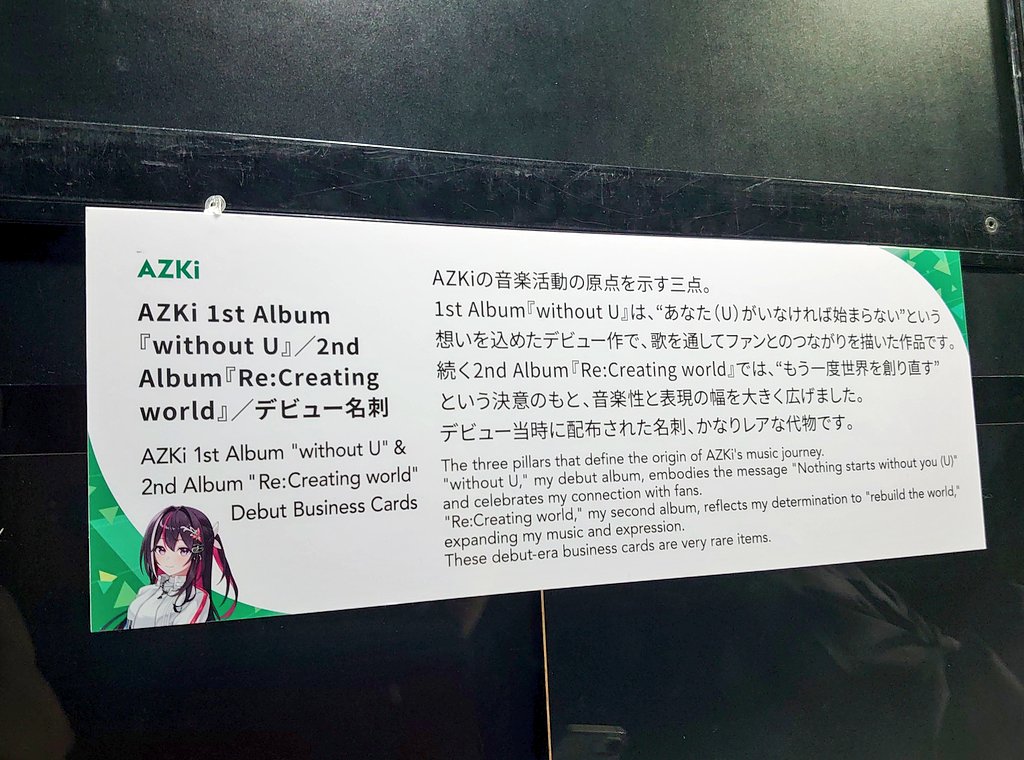 AZKi
AZKi 1st Album
『without U』／2nd
Album『Re:Creating
world』／デビュー名刺
AZKi 1st Album "without U" &
2nd Album "Re:Creating world"
Debut Business Cards
AZKiの音楽活動の原点を示す三点。
1st Album『without U』は、“あなた（U）がいなければ始まらない”という
想いを込めたデビュー作で、歌を通してファンとのつながりを描いた作品です。
続く2nd Album『Re:Creating world』では、“もう一度世界を創り直す”
という決意のもと、音楽性と表現の幅を大きく広げました。
デビュー当時に配布された名刺、かなりレアな代物です。
The three pillars that define the origin of AZKi's music journey.
"without U," my debut album, embodies the message "Nothing starts without you (U)"
and celebrates my connection with fans.
"Re:Creating world," my second album, reflects my determination to "rebuild the world,"
expanding my music and expression.
These debut-era business cards are very rare items.